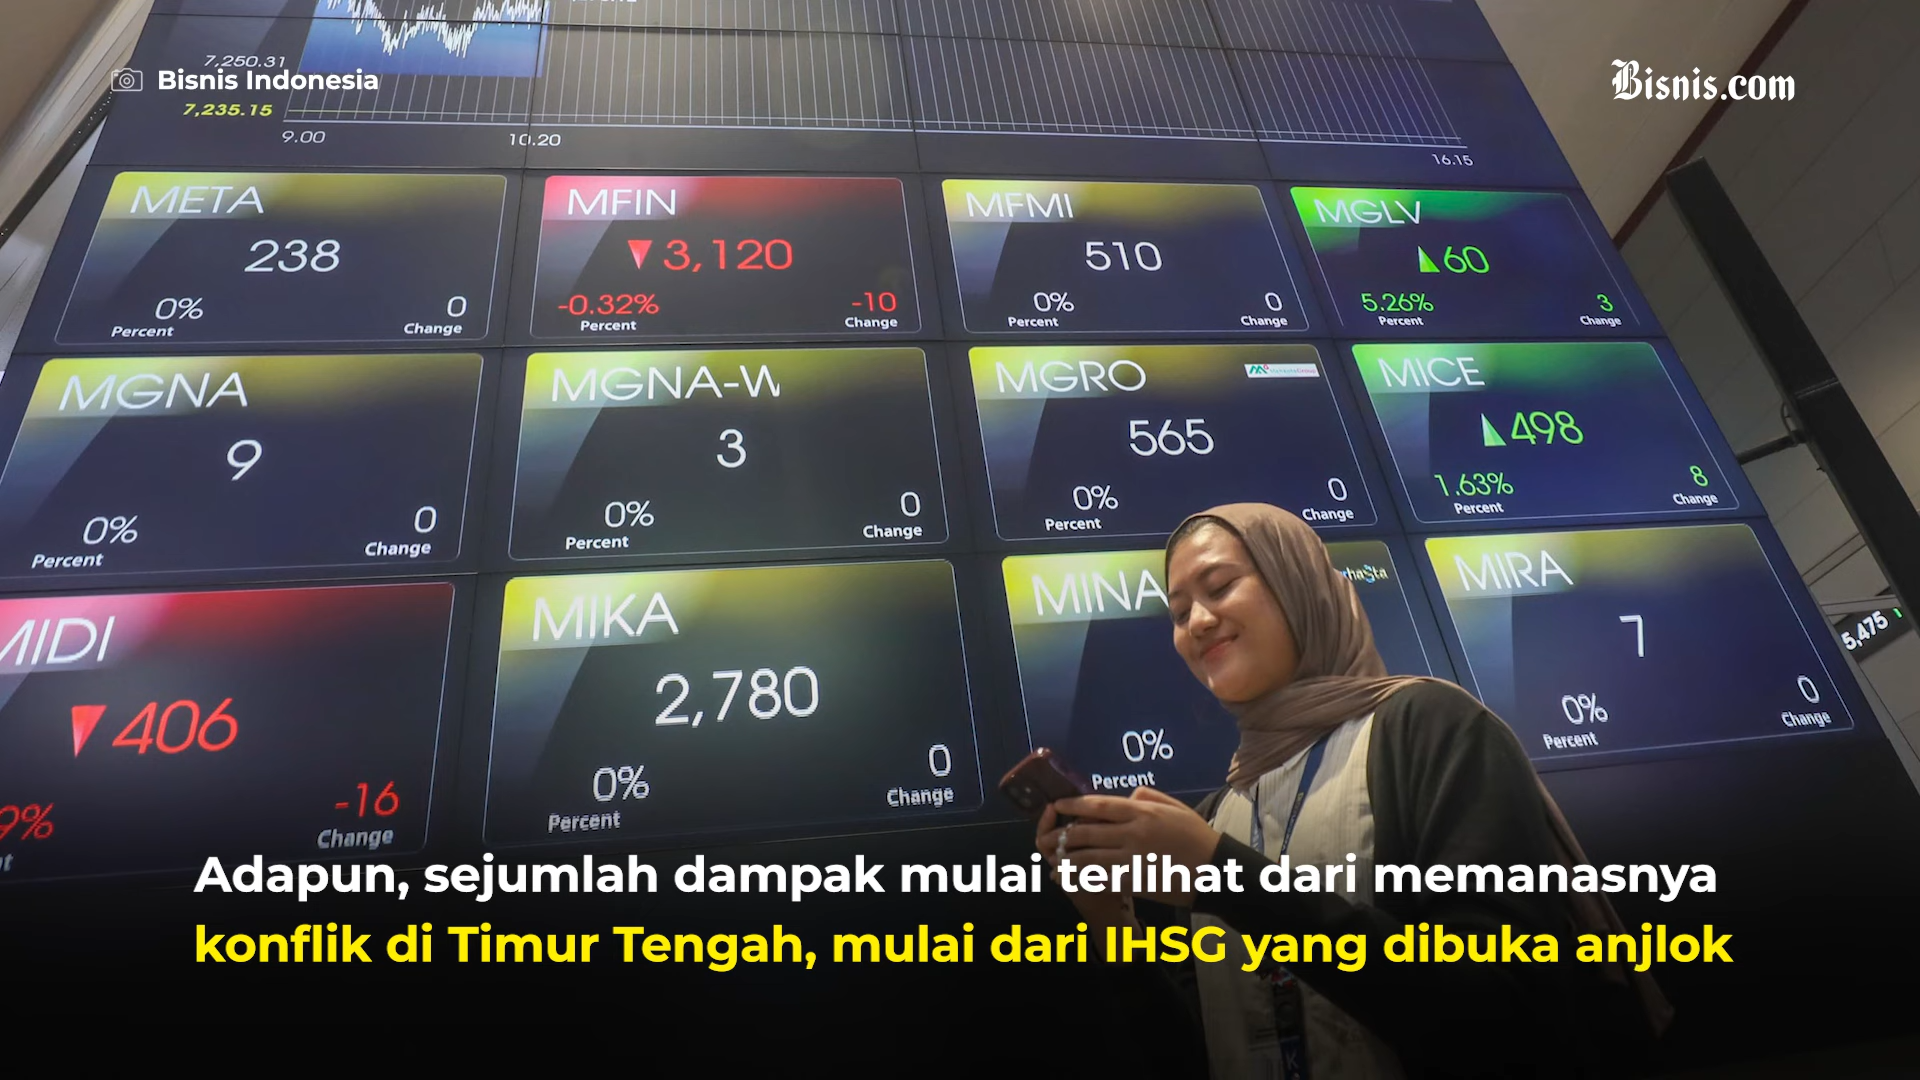 7,250.31
Bisnis Indonesia
Bisnis.com
7,235.15
9.00
10.20
16.15
META
238
0%
Percent
0
Change
MFIN
▼3,120
-0.32%
Percent
-10
Change
MFMI
510
0%
Percent
0
Change
MGLV
▲60
5.26%
Percent
3
Change
MGNA
9
0%
Percent
0
Change
MGNA-W
3
0%
Percent
0
Change
MGRO
565
0%
Percent
0
Change
MICE
▲498
1.63%
Percent
8
Change
MIDI
▼406
9%
-16
Change
MIKA
2,780
0%
Percent
0
Change
MINA
0%
Percent
MIRA
7
0%
Percent
0
Change
5,475
Adapun, sejumlah dampak mulai terlihat dari memanasnya
konflik di Timur Tengah, mulai dari IHSG yang dibuka anjlok